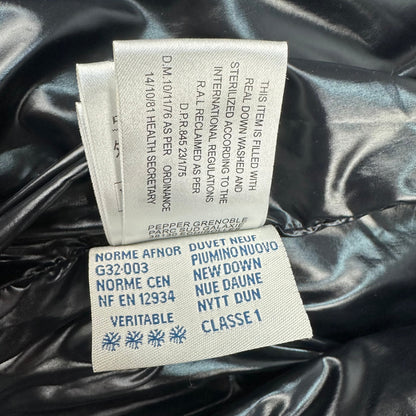 THIS ITEM IS FILLED WITH
REAL DOWN WASHED AND
STERILIZED ACCORDING TO THE
INTERNATIONAL REGULATIONS
R.A.L RECLAIMED AS PER
D.P.R.845 23/1/75
D.M.10/11/76 AS PER ORDINANCE
14/10/81 HEALTH SECRETARY
PEPPER GRENOBLE
PARC SUD GALAXIE
NORME AFNOR
G32-003
NORME CEN
NF EN 12934
VERITABLE
DUVET NEUF
PIUMINO NUOVO
NEW DOWN
NUE DAUNE
NYTT DUN
CLASSE 1